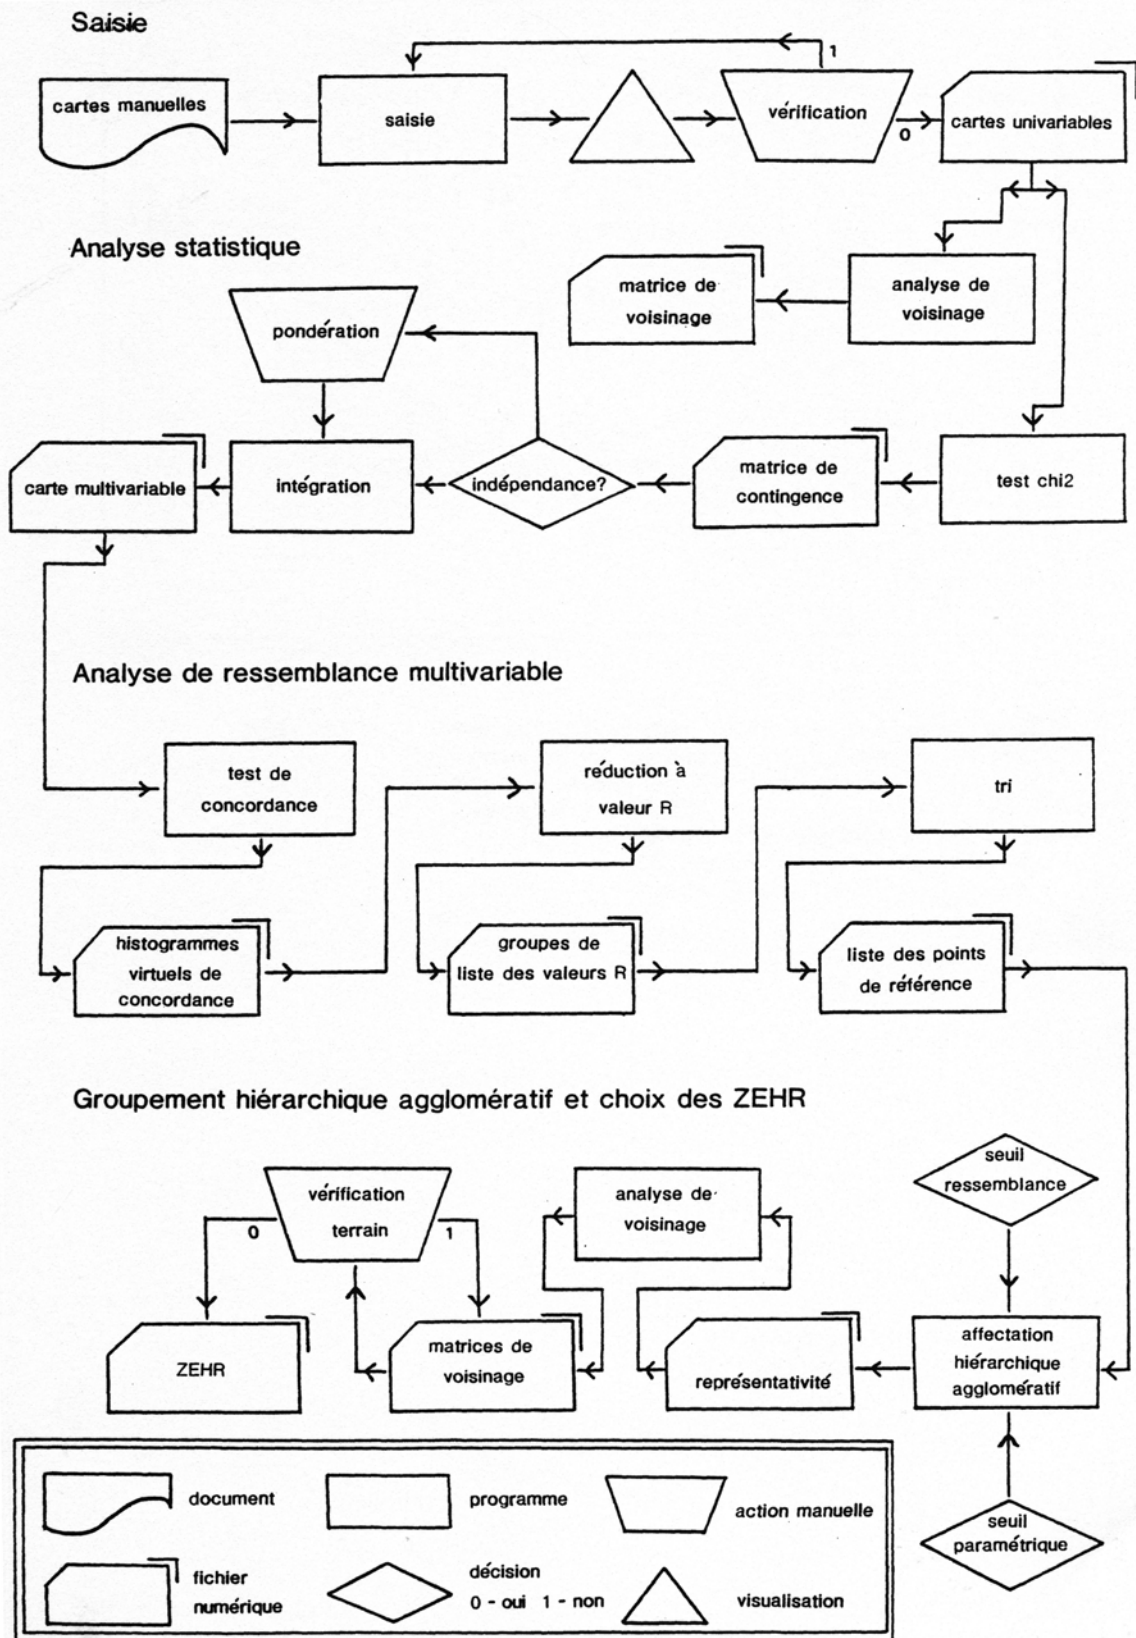 Saisie
cartes manuelles
saisie
1
vérification
0
cartes univariables
Analyse statistique
matrice de
voisinage
analyse de
voisinage
pondération
carte multivariable
intégration
indépendance?
matrice de
contingence
test chi2
Analyse de ressemblance multivariable
test de
concordance
réduction à
valeur R
tri
histogrammes
virtuels de
concordance
groupes de
liste des valeurs R
liste des points
de référence
Groupement hiérarchique agglomératif et choix des ZEHR
vérification
terrain
0
1
analyse de
voisinage
seuil
ressemblance
ZEHR
matrices de
voisinage
représentativité
affectation
hiérarchique
agglomératif
seuil
paramétrique
document
programme
action manuelle
fichier
numérique
décision
0 - oui 1 - non
visualisation